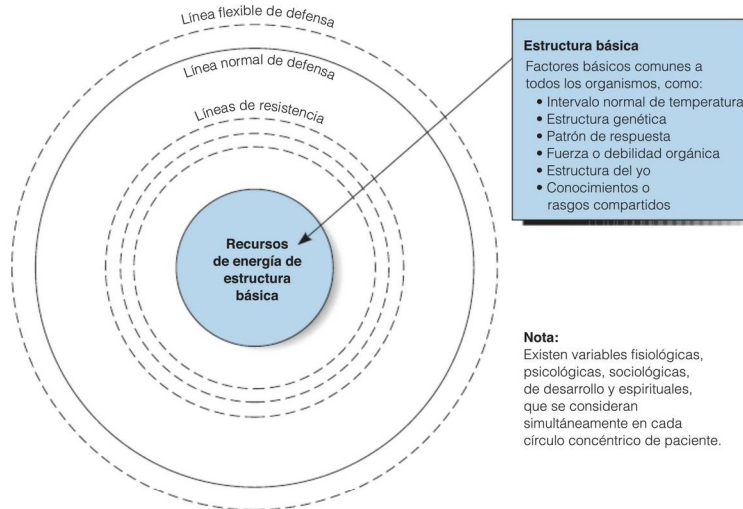 Línea flexible de defensa
Línea normal de defensa
Líneas de resistencia
Recursos
de energía de
estructura
básica
Estructura básica
Factores básicos comunes a
todos los organismos, como:
• Intervalo normal de temperatura
• Estructura genética
• Patrón de respuesta
• Fuerza o debilidad orgánica
• Estructura del yo
• Conocimientos o
rasgos compartidos
Nota:
Existen variables fisiológicas,
psicológicas, sociológicas,
de desarrollo y espirituales,
que se consideran
simultáneamente en cada
círculo concéntrico de paciente.